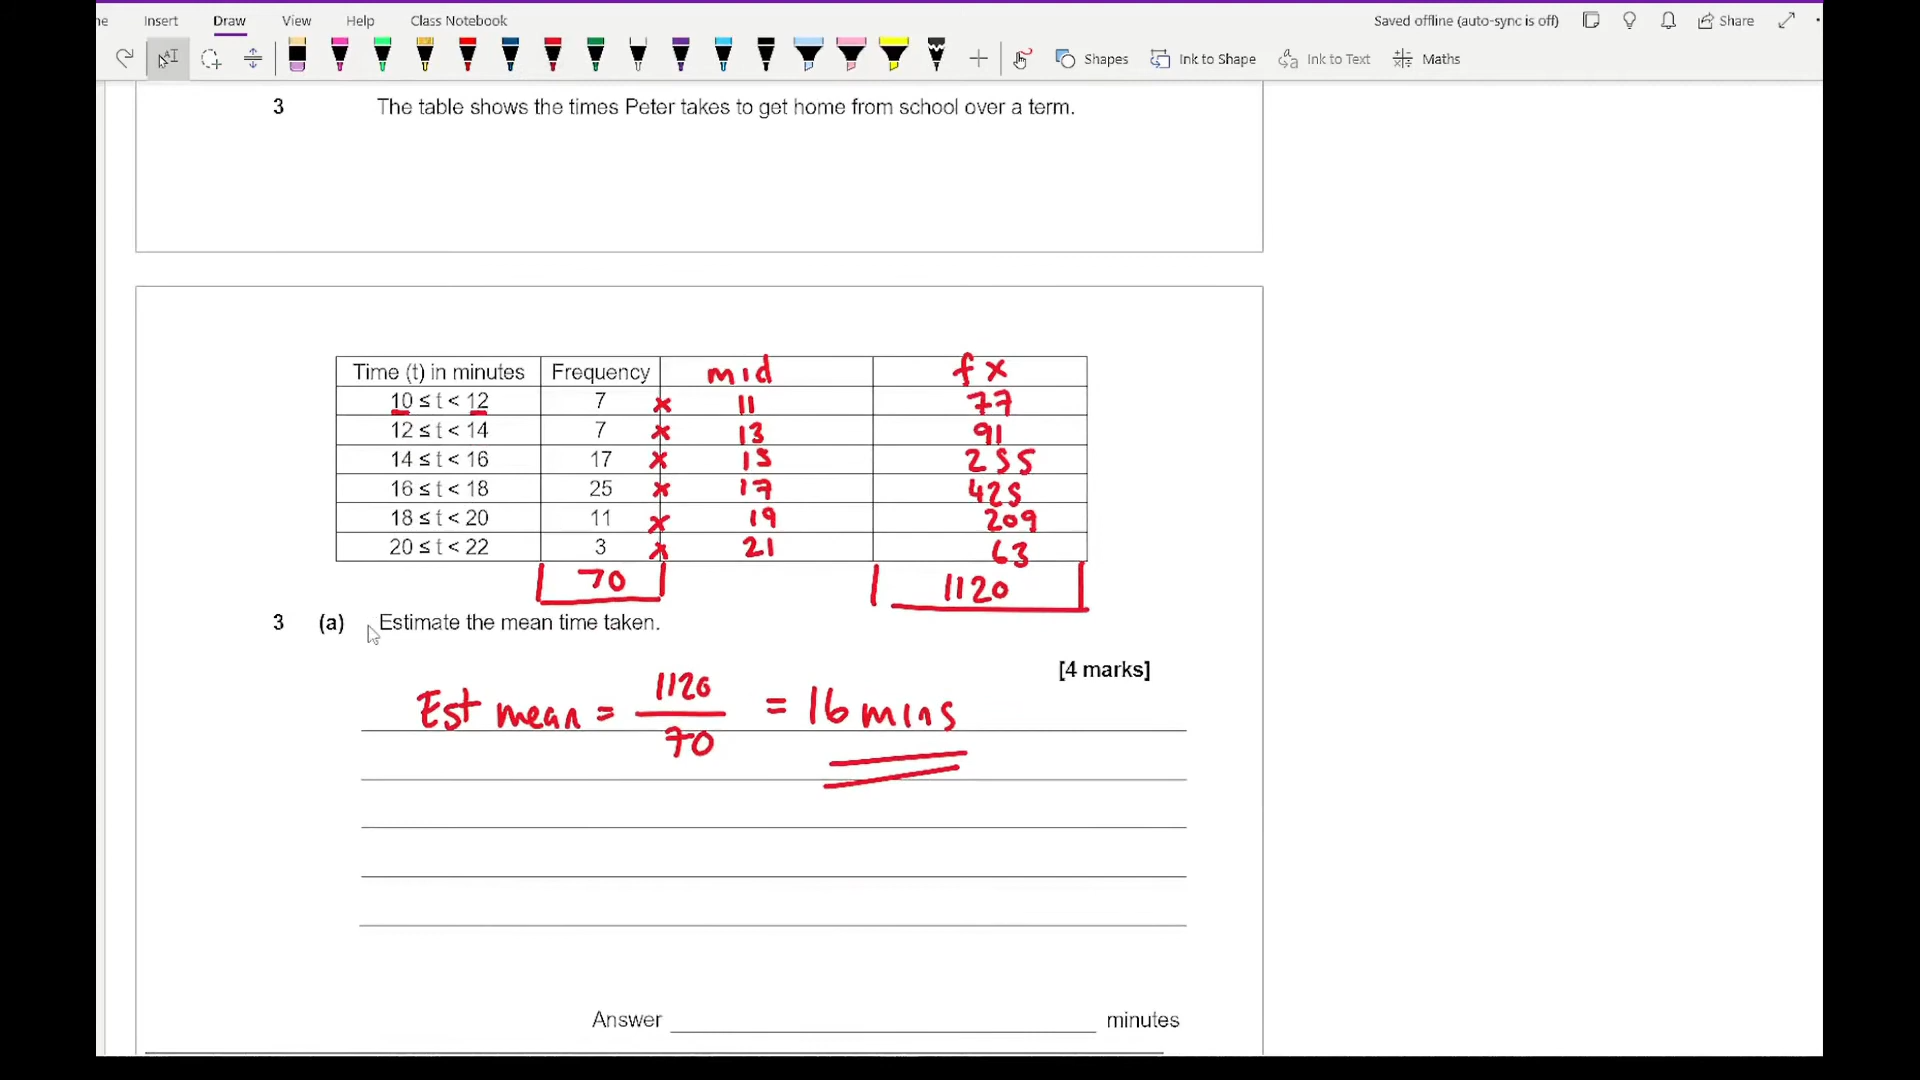 Insert Draw View Help Class Notebook Saved offline (auto-sync is off) Share
Shapes Ink to Shape Ink to Text Maths
3 The table shows the times Peter takes to get home from school over a term.
Time (t) in minutes Frequency mid fx
10 ≤ t < 12 7 x 11 77
12 ≤ t < 14 7 x 13 91
14 ≤ t < 16 17 x 15 255
16 ≤ t < 18 25 x 17 425
18 ≤ t < 20 11 x 19 209
20 ≤ t < 22 3 x 21 63
70 1120
3 (a) Estimate the mean time taken.
[4 marks]
Est mean = 1120 / 70 = 16 mins
Answer minutes